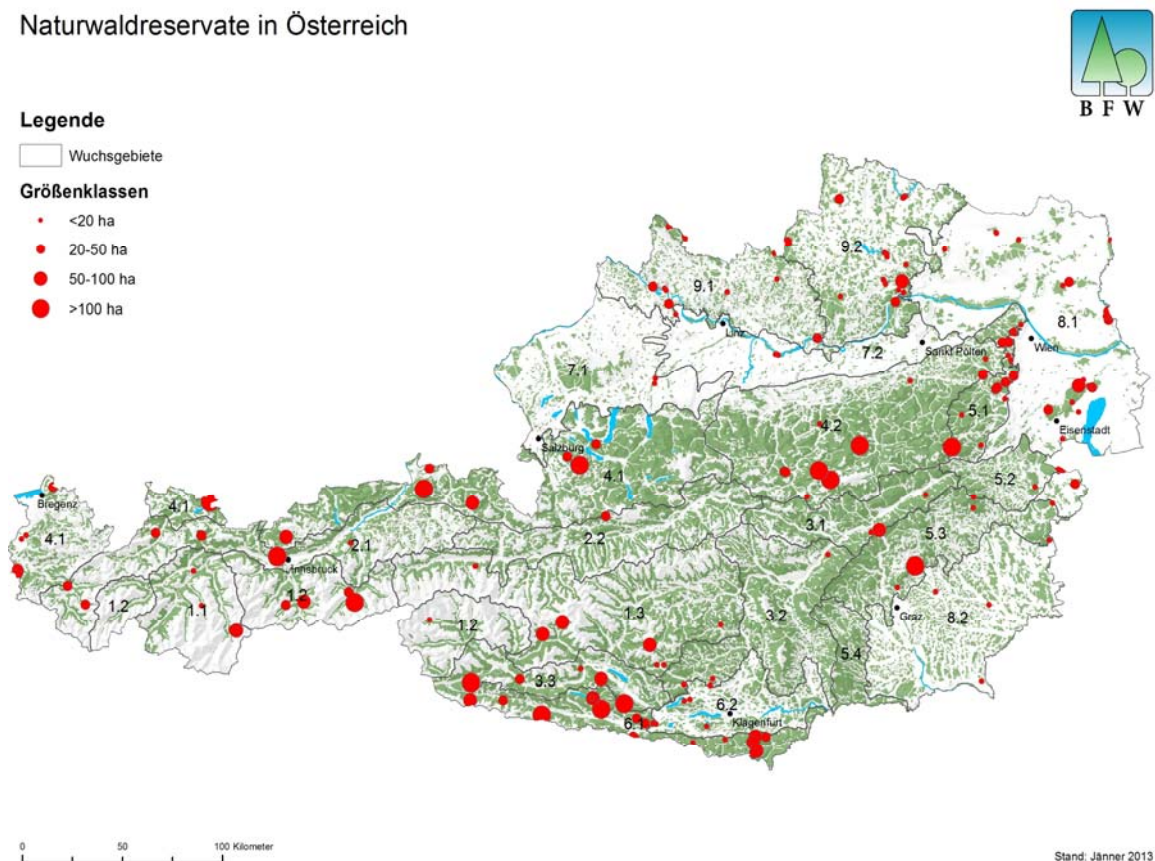 Naturwaldreservate in Österreich
B F W
Legende
Wuchsgebiete
Größenklassen
<20 ha
20-50 ha
50-100 ha
>100 ha
9.2
9.1
Linz
8.1
7.2
Sankt Pölten
Wien
7.1
5.1
4.2
Eisenstadt
Salzburg
4.1
5.2
Bregenz
4.1
3.1
4.1
5.3
2.2
2.1
Innsbruck
1.2
1.2
1.1
1.3
3.2
Graz
8.2
1.2
5.4
3.3
6.2
6.1
Klagenfurt
0 50 100 Kilometer
Stand: Jänner 2013